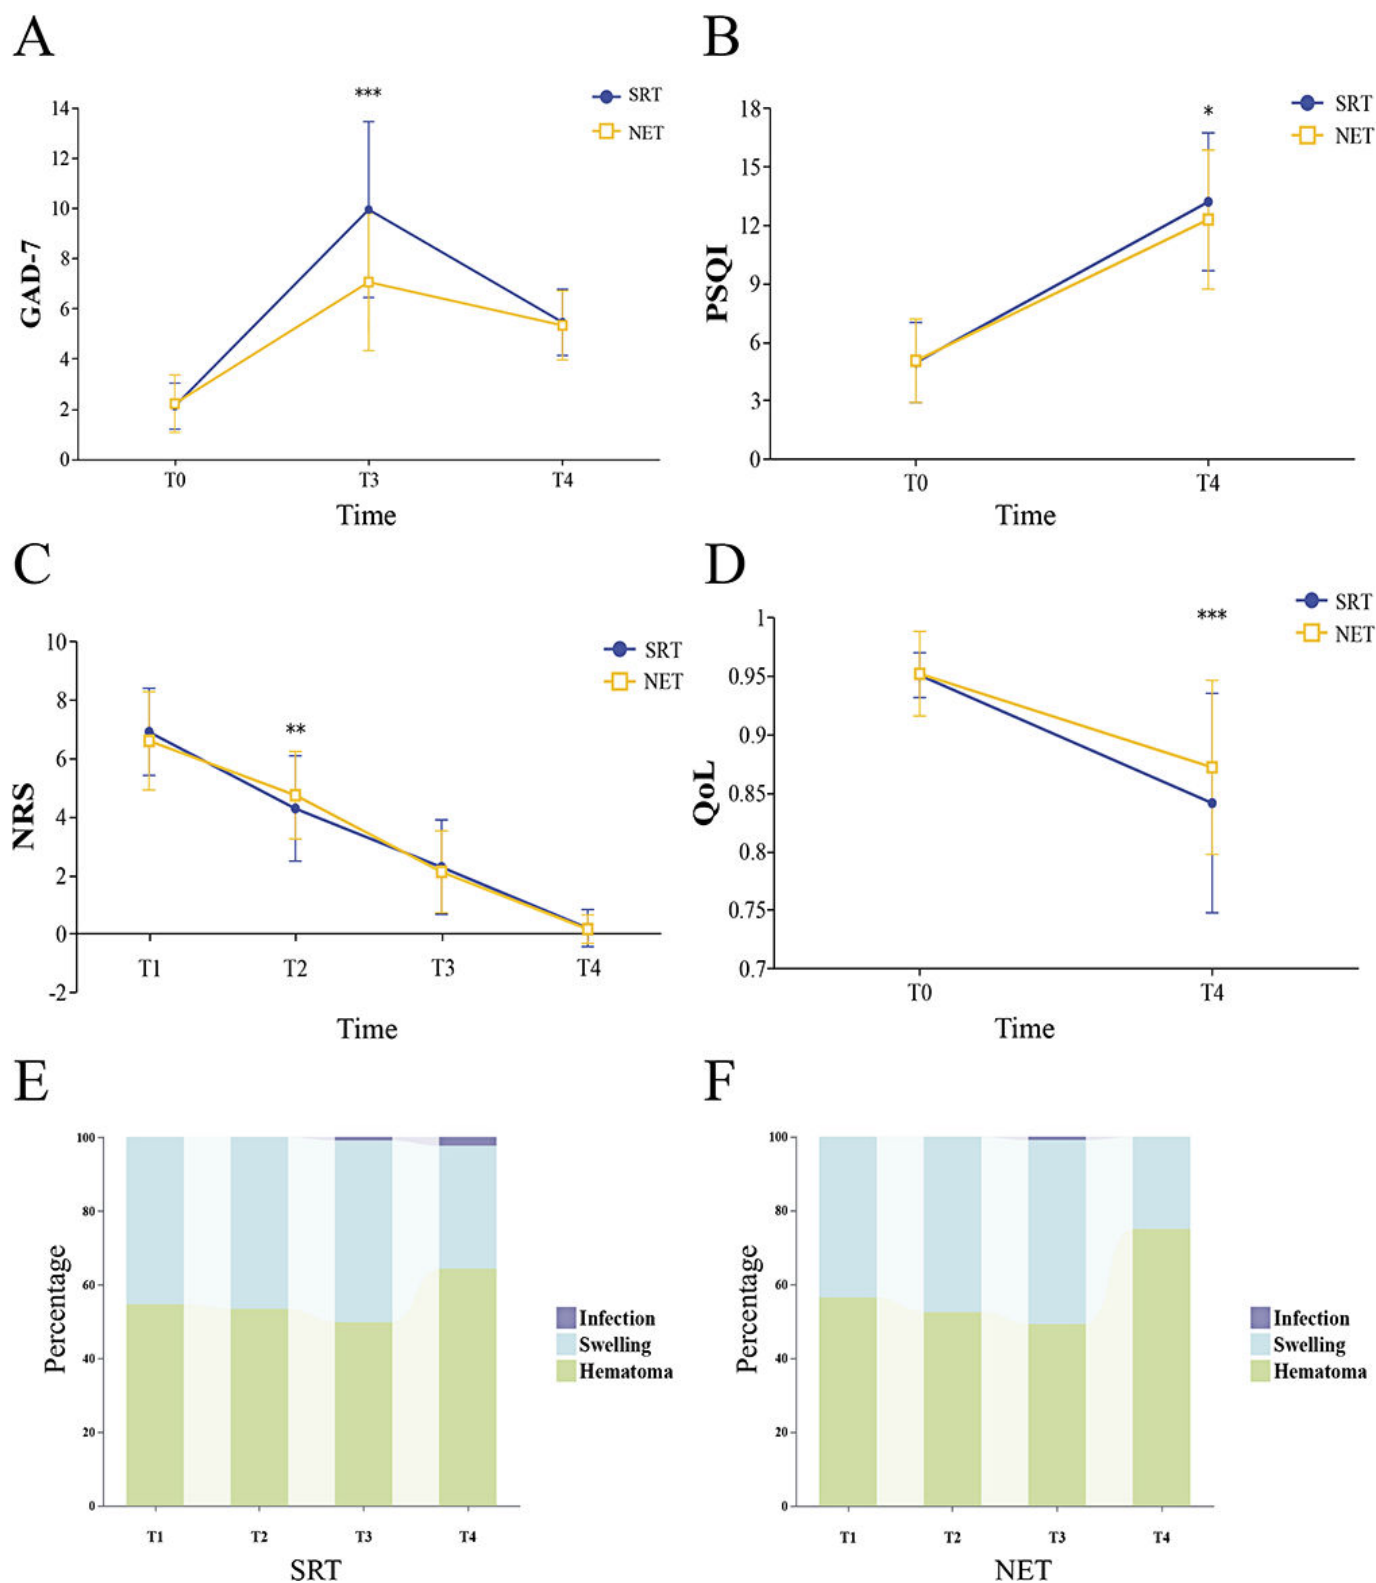 A
***
SRT
NET
14
12
10
8
6
4
2
0
GAD-7
T0
T3
T4
Time
B
*
SRT
NET
18
15
12
9
6
3
0
PSQI
T0
T4
Time
C
**
SRT
NET
10
8
6
4
2
0
-2
NRS
T1
T2
T3
T4
Time
D
***
SRT
NET
1
0.95
0.9
0.85
0.8
0.75
0.7
QoL
T0
T4
Time
E
100
80
60
40
20
0
Percentage
Infection
Swelling
Hematoma
T1
T2
T3
T4
SRT
F
100
80
60
40
20
0
Percentage
Infection
Swelling
Hematoma
T1
T2
T3
T4
NET